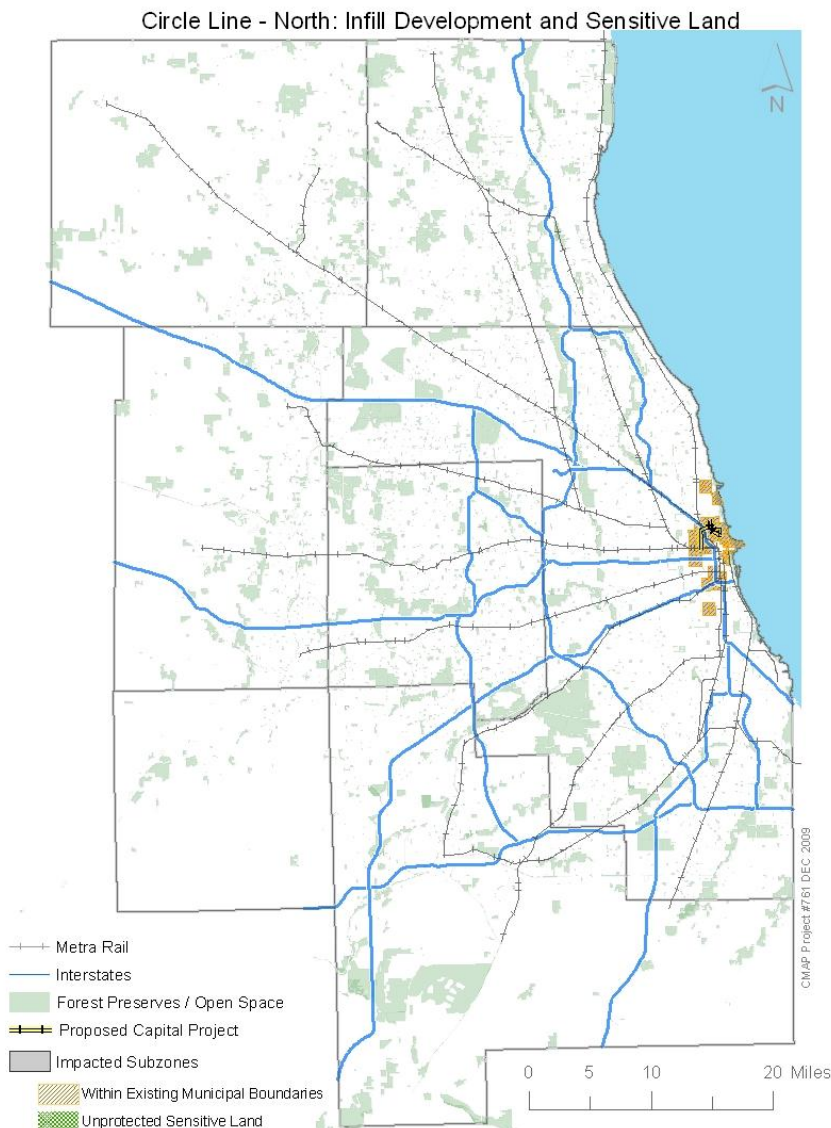 Circle Line - North: Infill Development and Sensitive Land
N
CMAP Project #761 DEC 2009
Metra Rail
Interstates
Forest Preserves / Open Space
Proposed Capital Project
Impacted Subzones
Within Existing Municipal Boundaries
Unprotected Sensitive Land
0 5 10 20 Miles